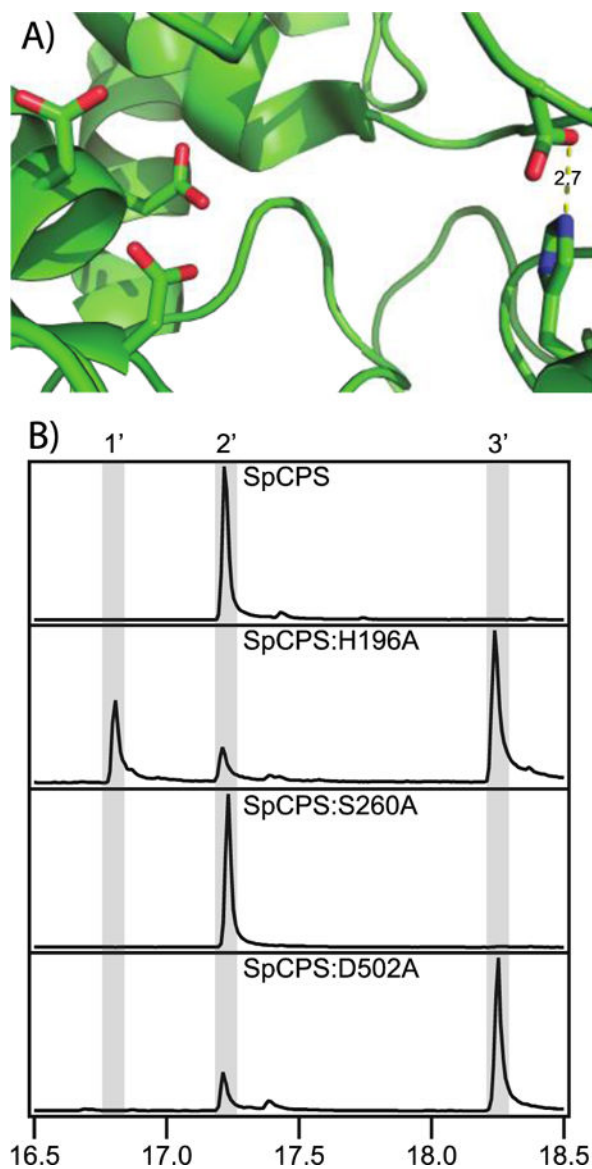 A)
2.7
B)
1' 2' 3'
SpCPS
SpCPS:H196A
SpCPS:S260A
SpCPS:D502A
16.5 17.0 17.5 18.0 18.5